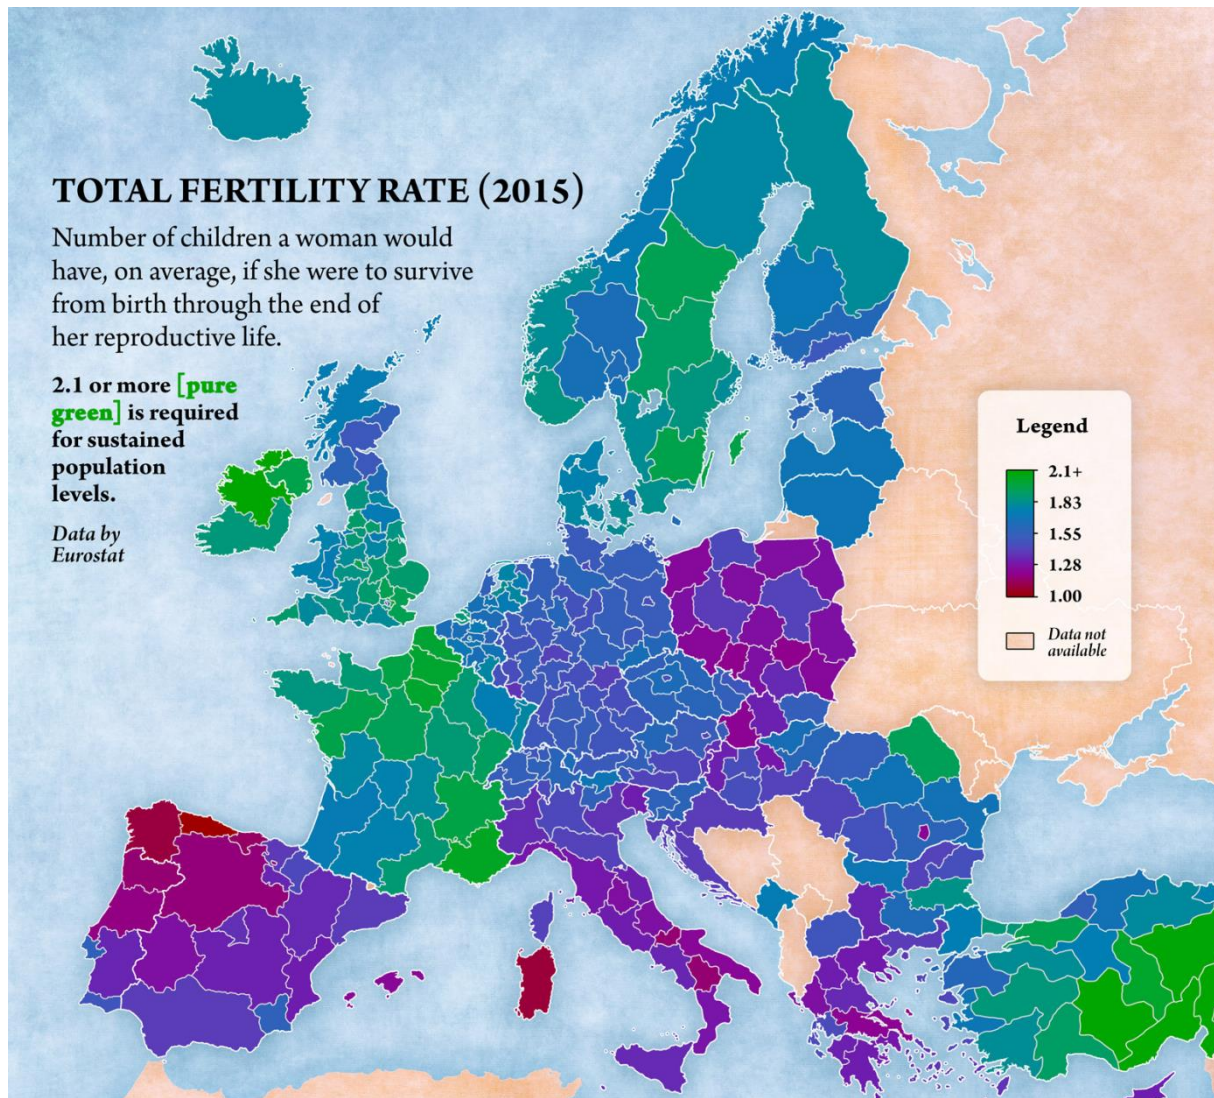 TOTAL FERTILITY RATE (2015)
Number of children a woman would
have, on average, if she were to survive
from birth through the end of
her reproductive life.
2.1 or more [pure
green] is required
for sustained
population
levels.
Data by
Eurostat
Legend
2.1+
1.83
1.55
1.28
1.00
Data not
available